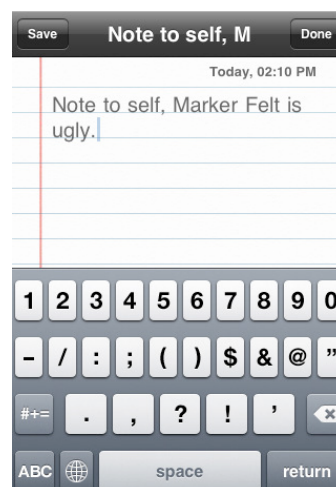 Save Note to self, M Done
Today, 02:10 PM
Note to self, Marker Felt is
ugly.
1 2 3 4 5 6 7 8 9 0
- / : ; ( ) $ & @ ”
#+= . , ? ! ’
ABC space return